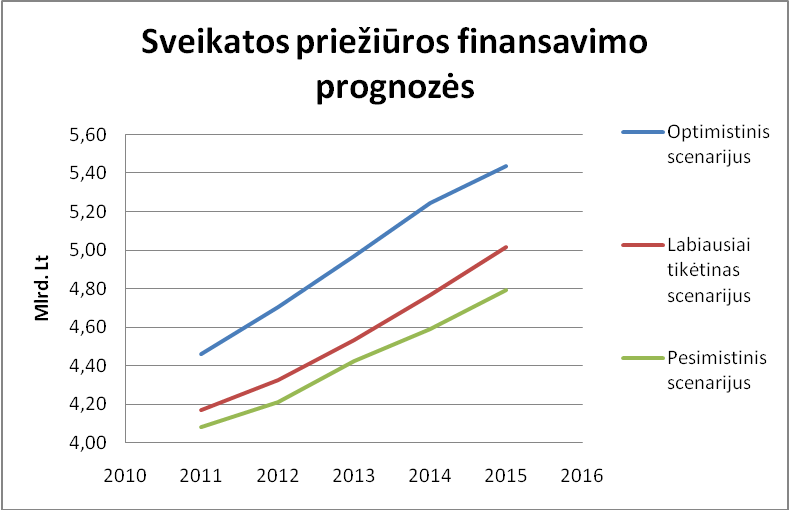 Sveikatos priežiūros finansavimo
prognozės
Mlrd. Lt
5,60
5,40
5,20
5,00
4,80
4,60
4,40
4,20
4,00
2010 2011 2012 2013 2014 2015 2016
Optimistinis
scenarijus
Labiausiai
tikėtinas
scenarijus
Pesimistinis
scenarijus